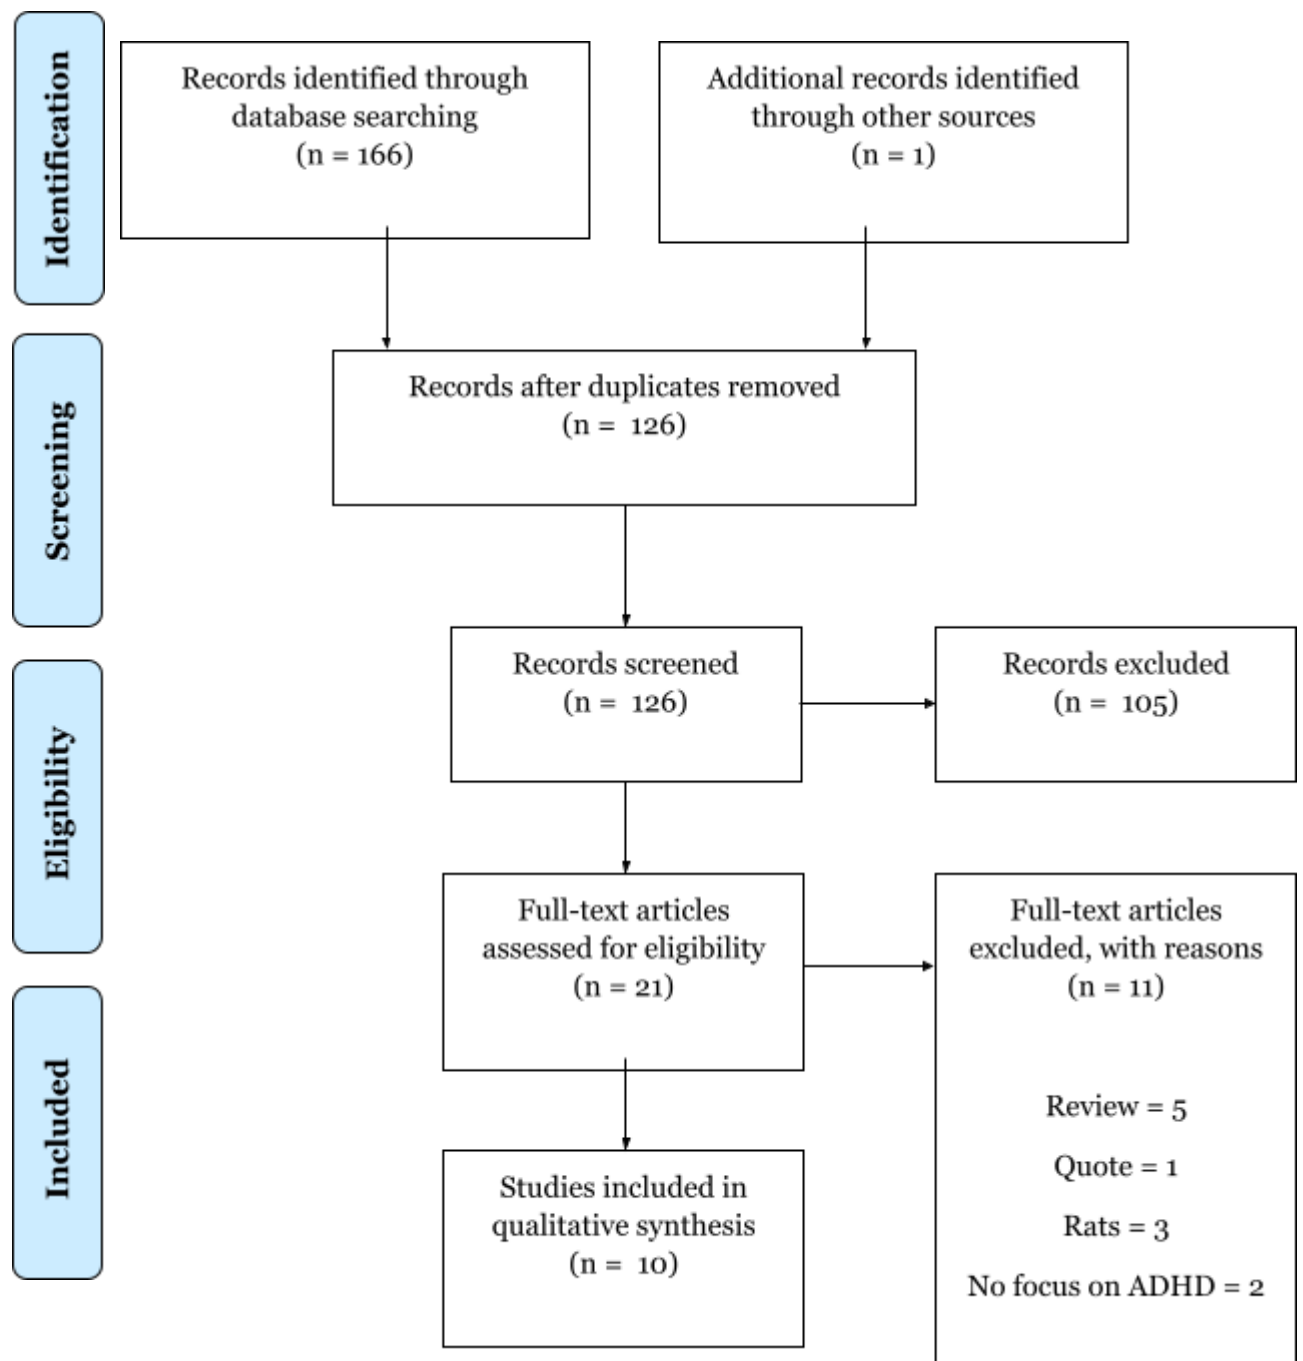 Identification
Records identified through
database searching
(n = 166)
Additional records identified
through other sources
(n = 1)
Screening
Records after duplicates removed
(n =  126)
Records screened
(n =  126)
Records excluded
(n =  105)
Eligibility
Full-text articles
assessed for eligibility
(n = 21)
Full-text articles
excluded, with reasons
(n = 11)
Review = 5
Quote = 1
Rats = 3
No focus on ADHD = 2
Included
Studies included in
qualitative synthesis
(n =  10)